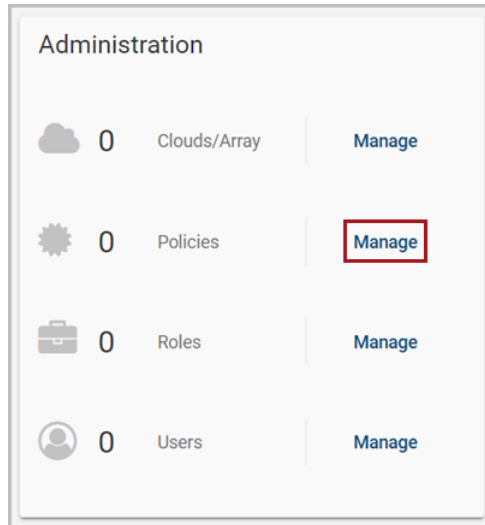 Administration
0 Clouds/Array Manage
0 Policies Manage
0 Roles Manage
0 Users Manage